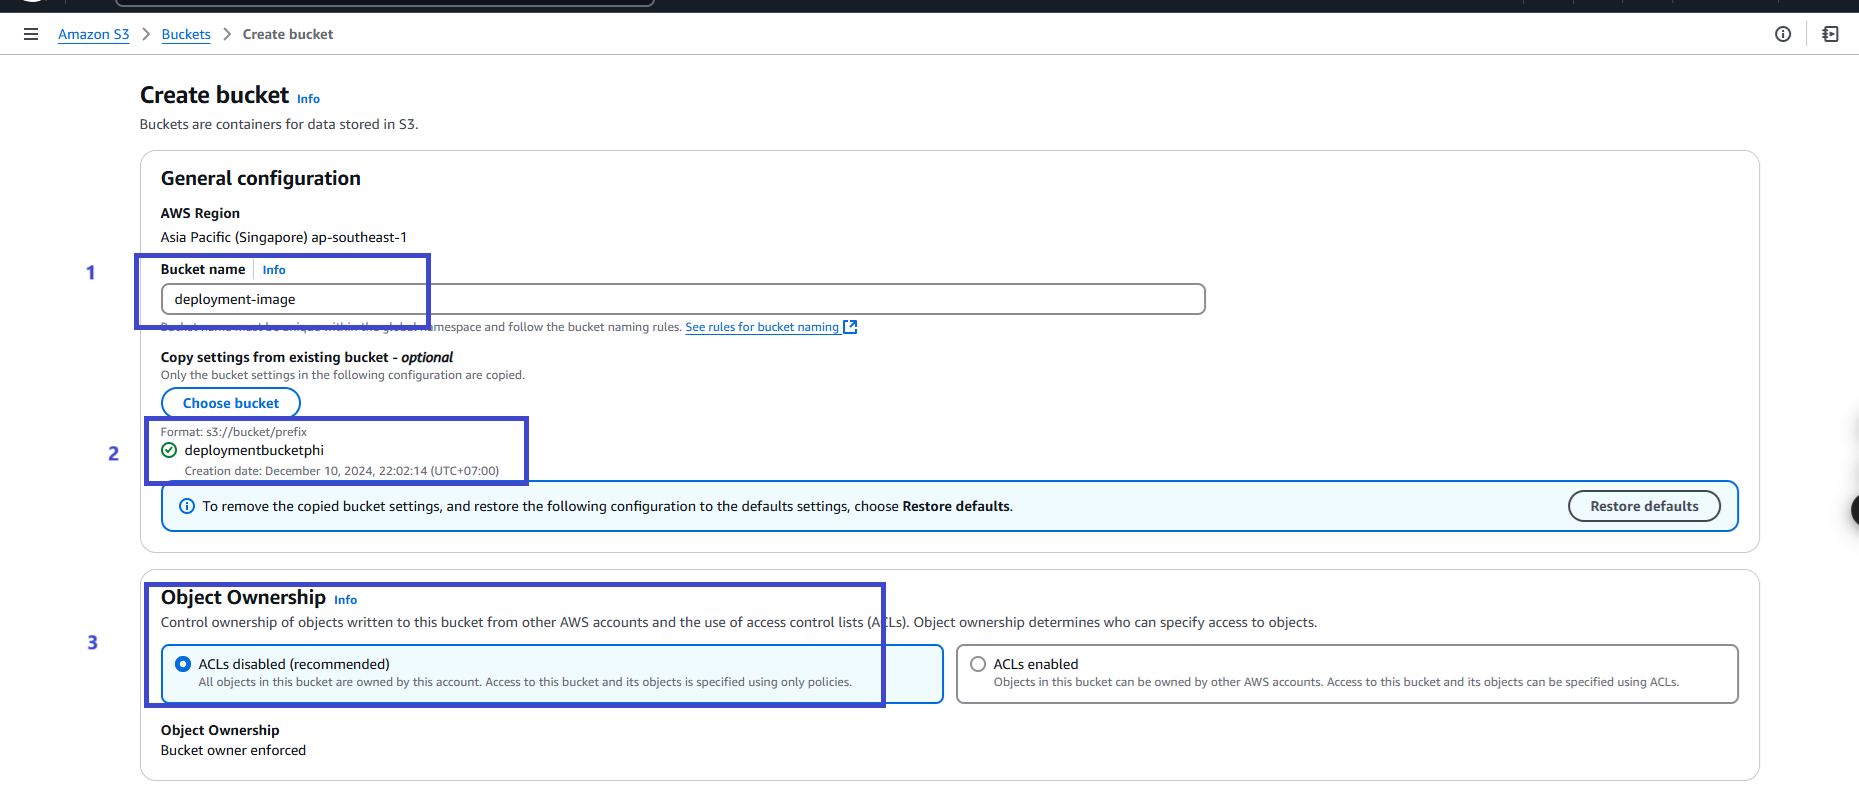 Amazon S3 > Buckets > Create bucket
Create bucket Info
Buckets are containers for data stored in S3.
General configuration
AWS Region
Asia Pacific (Singapore) ap-southeast-1
1
Bucket name Info
deployment-image
Bucket name must be unique within the global namespace and follow the bucket naming rules. See rules for bucket naming
Copy settings from existing bucket - optional
Only the bucket settings in the following configuration are copied.
Choose bucket
Format: s3://bucket/prefix
2
deploymentbucketphi
Creation date: December 10, 2024, 22:02:14 (UTC+07:00)
To remove the copied bucket settings, and restore the following configuration to the defaults settings, choose Restore defaults.
Restore defaults
Object Ownership Info
Control ownership of objects written to this bucket from other AWS accounts and the use of access control lists (ACLs). Object ownership determines who can specify access to objects.
3
ACLs disabled (recommended)
All objects in this bucket are owned by this account. Access to this bucket and its objects is specified using only policies.
ACLs enabled
Objects in this bucket can be owned by other AWS accounts. Access to this bucket and its objects can be specified using ACLs.
Object Ownership
Bucket owner enforced